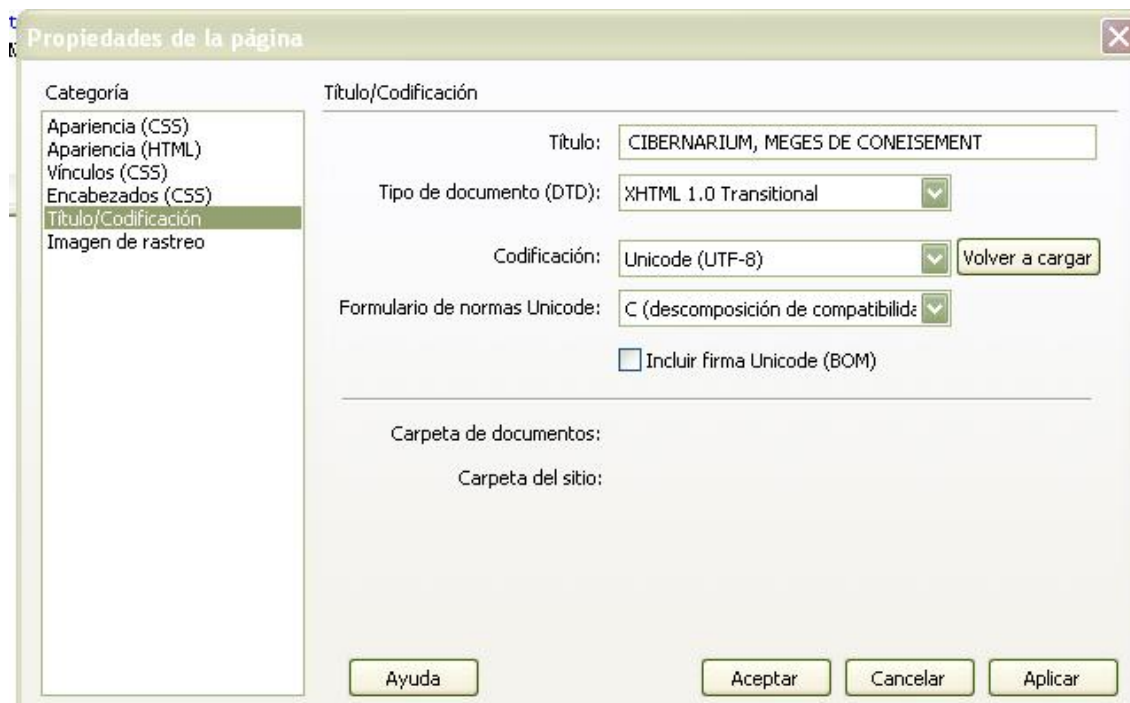 Propiedades de la página
Categoría
Apariencia (CSS)
Apariencia (HTML)
Vínculos (CSS)
Encabezados (CSS)
Título/Codificación
Imagen de rastreo
Título/Codificación
Título: CIBERNARIUM, MEGES DE CONEISEMENT
Tipo de documento (DTD): XHTML 1.0 Transitional
Codificación: Unicode (UTF-8) Volver a cargar
Formulario de normas Unicode: C (descomposición de compatibilida
Incluir firma Unicode (BOM)
Carpeta de documentos:
Carpeta del sitio:
Ayuda Aceptar Cancelar Aplicar